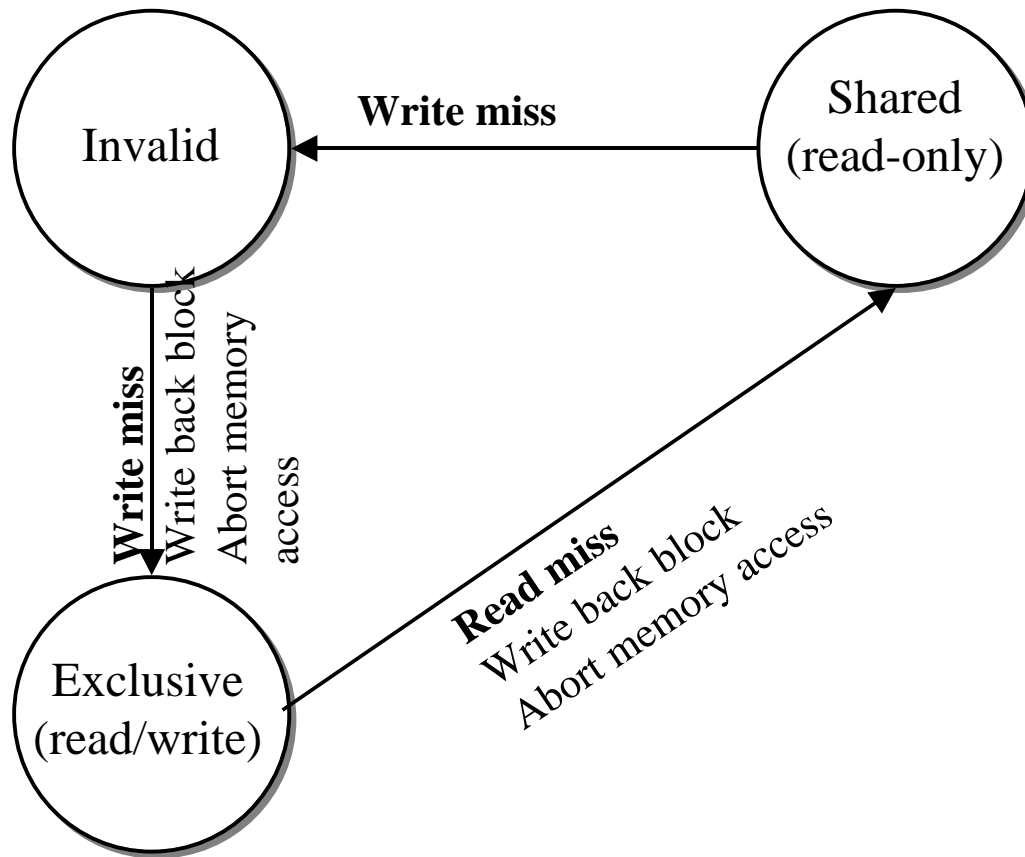 Invalid
Write miss
Shared
(read-only)
Write miss
Write back block
Abort memory
access
Read miss
Write back block
Abort memory access
Exclusive
(read/write)